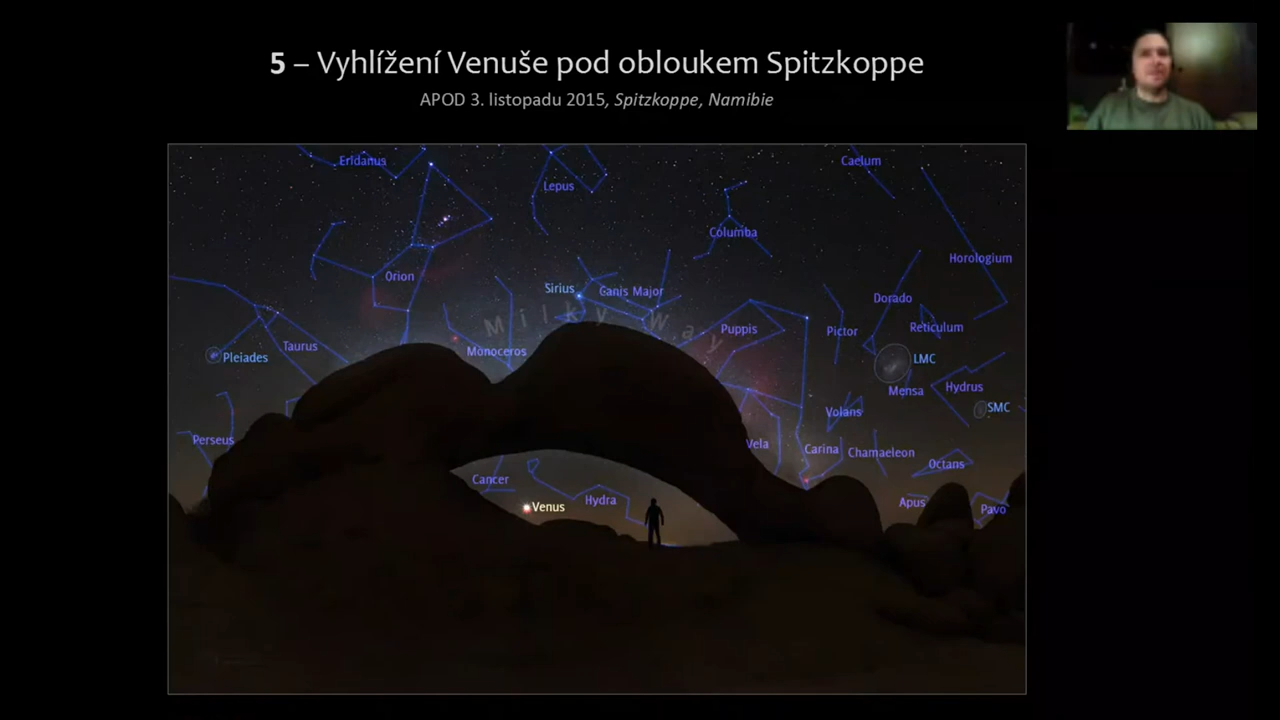 5 – Vyhlížení Venuše pod obloukem Spitzkoppe
APOD 3. listopadu 2015, Spitzkoppe, Namibie
Eridanus
Lepus
Caelum
Columba
Horologium
Orion
Sirius
Canis Major
Dorado
Milky Way
Puppis
Pictor
Reticulum
Taurus
Monoceros
Pleiades
LMC
Mensa
Hydrus
Volans
SMC
Perseus
Vela
Carina
Chamaeleon
Octans
Cancer
Hydra
Venus
Apus
Pavo